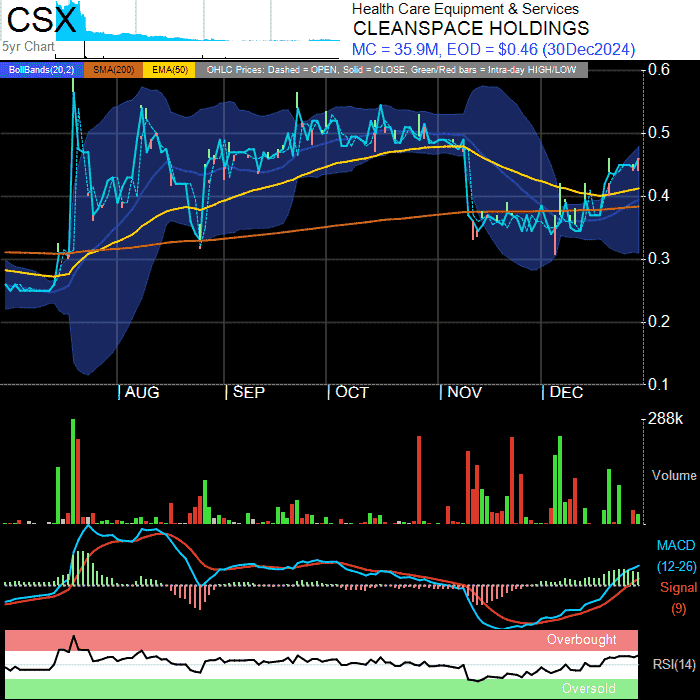 CSX
5yr Chart
Health Care Equipment & Services
CLEANSPACE HOLDINGS
MC = 35.9M, EOD = $0.46 (30Dec2024)
BollBands(20,2) SMA(200) EMA(50) OHLC Prices: Dashed = OPEN, Solid = CLOSE, Green/Red bars = Intra-day HIGH/LOW
0.6
0.5
0.4
0.3
0.2
0.1
AUG SEP OCT NOV DEC
288k
Volume
MACD
(12-26)
Signal
(9)
Overbought
RSI(14)
Oversold